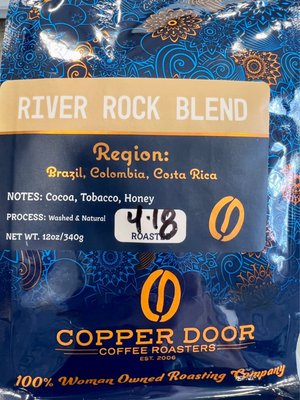 RIVER ROCK BLEND
Region:
Brazil, Colombia, Costa Rica
NOTES: Cocoa, Tobacco, Honey
PROCESS: Washed & Natural
4.18
NET WT. 12oz/340g
ROASTED
COPPER DOOR
COFFEE ROASTERS
EST. 2006
100% Woman Owned Roasting Company